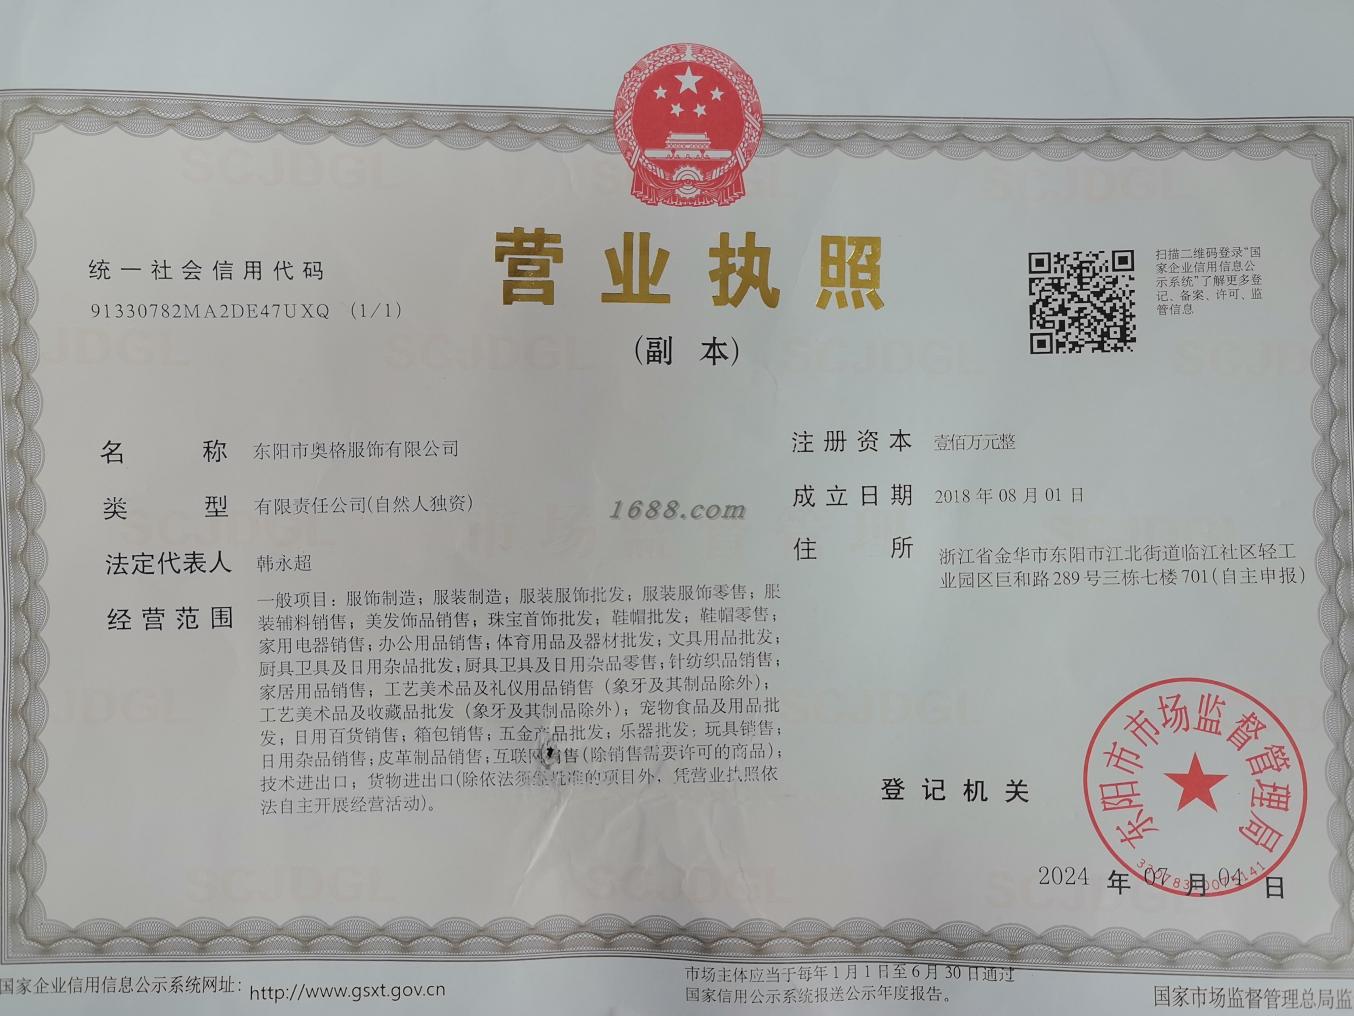 统一社会信用代码
91330782MA2DE47UXQ (1/1)
营业执照
(副 本)
扫描二维码登录“国
家企业信用信息公
示系统”了解更多登
记、备案、许可、监
管信息
名 称 东阳市奥格服饰有限公司
类 型 有限责任公司(自然人独资)
法定代表人 韩永超
经营范围 一般项目：服饰制造；服装制造；服装服饰批发；服装服饰零售；服
装辅料销售；美发饰品销售；珠宝首饰批发；鞋帽批发；鞋帽零售；
家用电器销售；办公用品销售；体育用品及器材批发；文具用品批发；
厨具卫具及日用杂品批发；厨具卫具及日用杂品零售；针纺织品销售；
家居用品销售；工艺美术品及礼仪用品销售（象牙及其制品除外）；
工艺美术品及收藏品批发（象牙及其制品除外）；宠物食品及用品批
发；日用百货销售；箱包销售；五金产品批发；乐器批发；玩具销售；
日用杂品销售；皮革制品销售；互联网销售（除销售需要许可的商品）；
技术进出口；货物进出口(除依法须经批准的项目外，凭营业执照依
法自主开展经营活动)。
注册资本 壹佰万元整
成立日期 2018年08月01日
住 所 浙江省金华市东阳市江北街道临江社区轻工
业园区巨和路289号三栋七楼701(自主申报)
1688.com
登记机关
东阳市市场监督管理局
2024 年 07 月 04 日
国家企业信用信息公示系统网址：http://www.gsxt.gov.cn
市场主体应当于每年1月1日至6月30日通过
国家信用公示系统报送公示年度报告。
国家市场监督管理总局监
SCJDGL